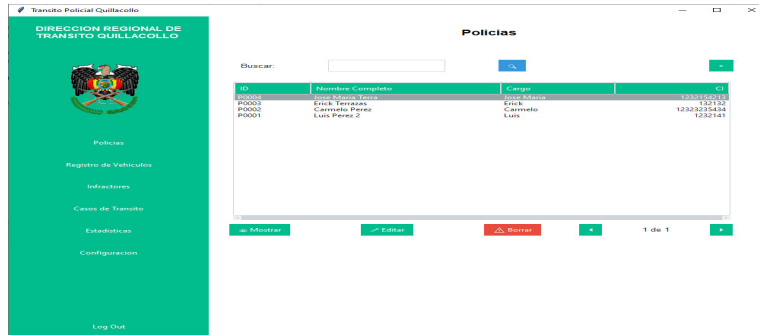 Transito Policial Quillacollo
DIRECCION REGIONAL DE
TRANSITO QUILLACOLLO
Policias
Registro de Vehiculos
Infractores
Casos de Transito
Estadisticas
Configuracion
Log Out
Policias
Buscar:
ID Nombre Completo Cargo CI
P0004 Jose Maria Terra Jose Maria 1232154213
P0003 Erick Terrazas Erick 132132
P0002 Carmelo Perez Carmelo 12323235434
P0001 Luis Perez 2 Luis 1232141
Mostrar Editar Borrar 1 de 1